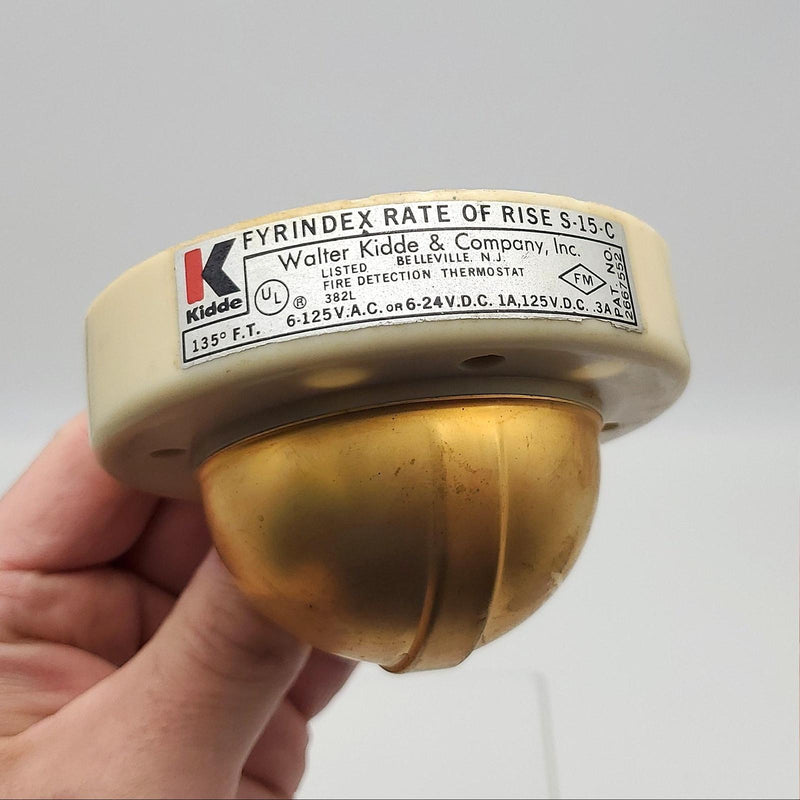 FYRINDEX RATE OF RISE S-15-C
Kidde
Walter Kidde & Company, Inc.
BELLEVILLE. N.J.
LISTED
FIRE DETECTION THERMOSTAT
382L
UL ®
FM
6-125V.A.C. OR 6-24V.D.C. 1A,125V.D.C. .3A
135° F.T.
PAT. NO.
2667552